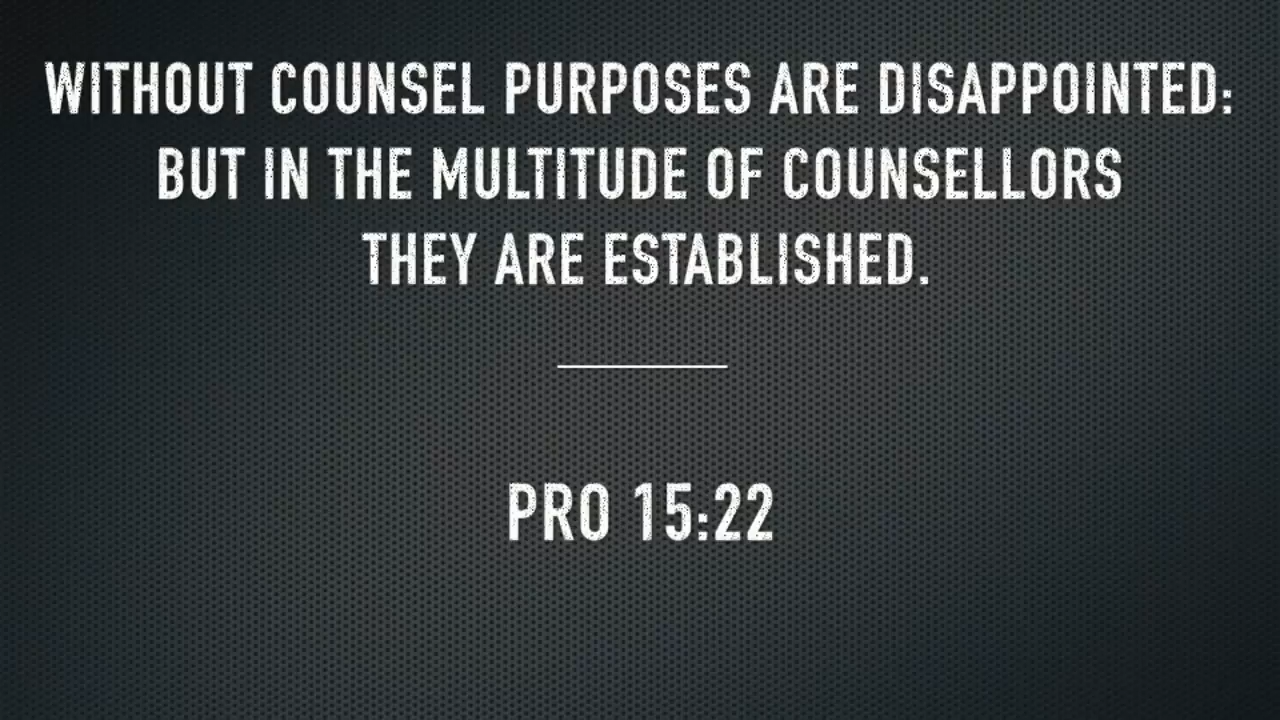 WITHOUT COUNSEL PURPOSES ARE DISAPPOINTED:
BUT IN THE MULTITUDE OF COUNSELLORS
THEY ARE ESTABLISHED.
PRO 15:22